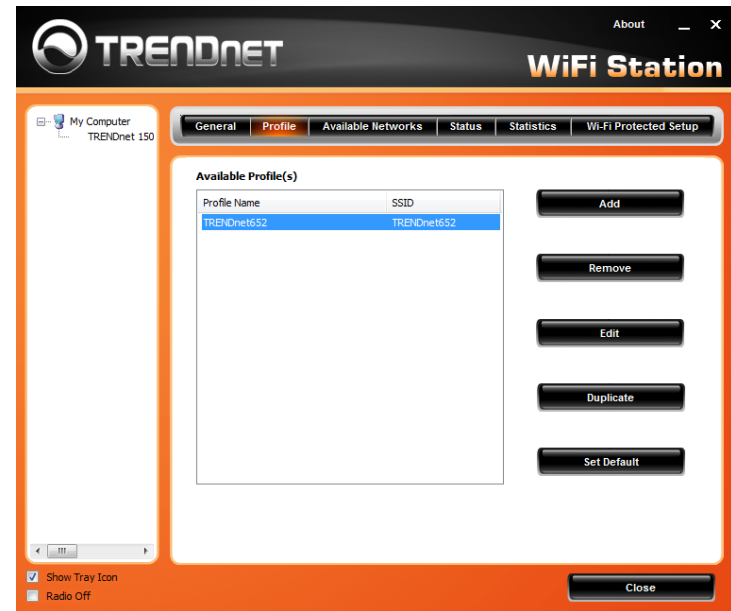 About
TRENDNET
WiFi Station
My Computer
TRENDnet 150
General
Profile
Available Networks
Status
Statistics
Wi-Fi Protected Setup
Available Profile(s)
Profile Name
SSID
TRENDnet652
TRENDnet652
Add
Remove
Edit
Duplicate
Set Default
Show Tray Icon
Radio Off
Close